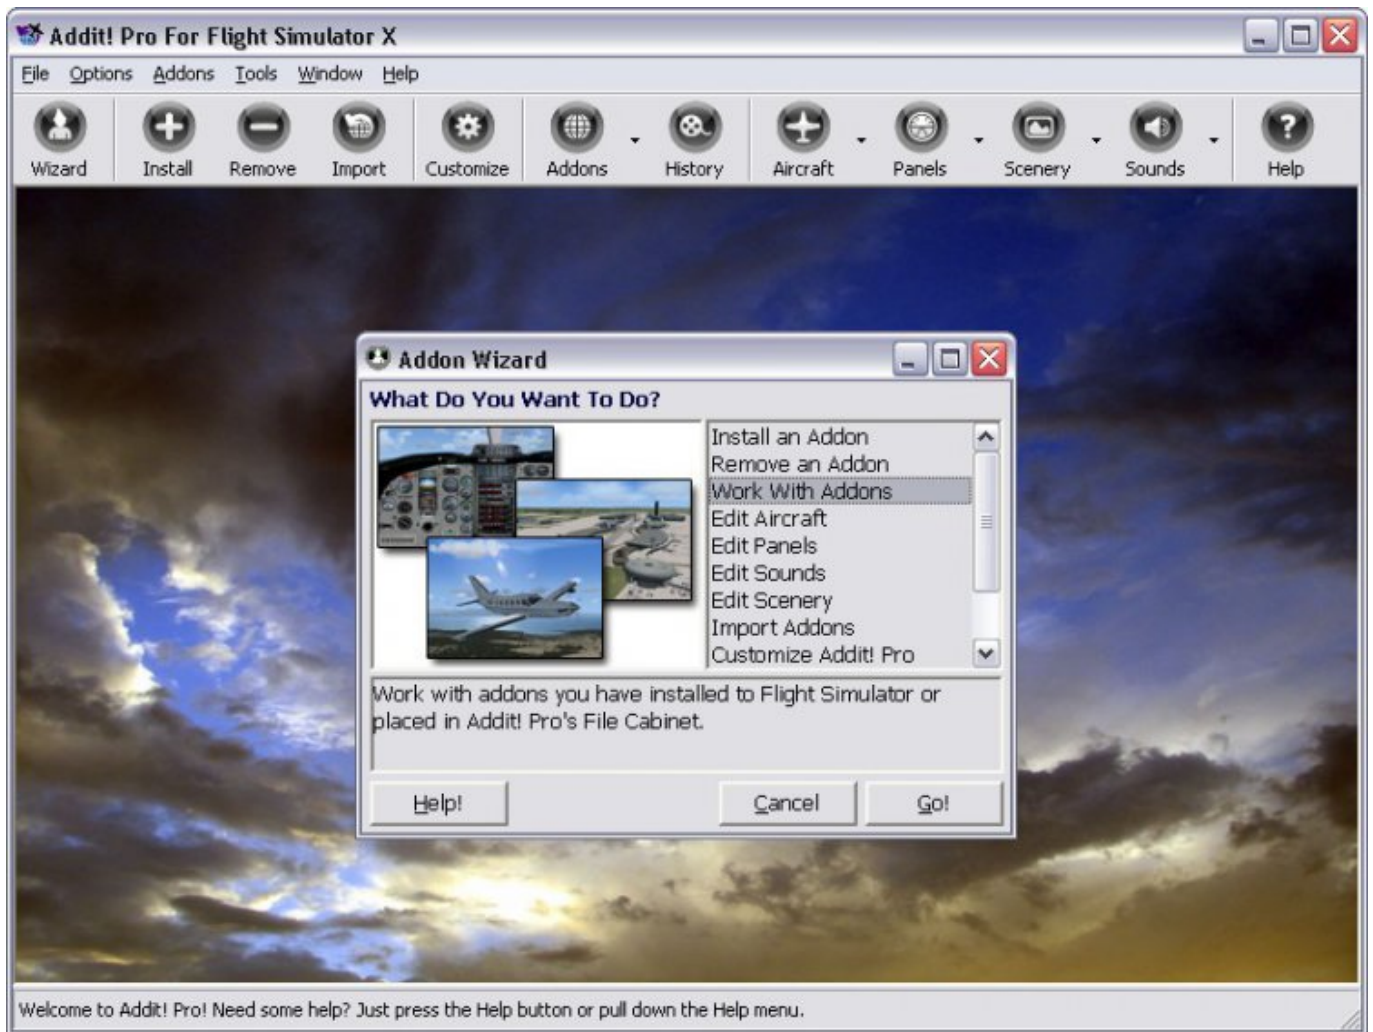 Addit! Pro For Flight Simulator X
File Options Addons Tools Window Help
Wizard Install Remove Import Customize Addons History Aircraft Panels Scenery Sounds Help
Addon Wizard
What Do You Want To Do?
Install an Addon
Remove an Addon
Work With Addons
Edit Aircraft
Edit Panels
Edit Sounds
Edit Scenery
Import Addons
Customize Addit! Pro
Work with addons you have installed to Flight Simulator or
placed in Addit! Pro's File Cabinet.
Help! Cancel Go!
Welcome to Addit! Pro! Need some help? Just press the Help button or pull down the Help menu.